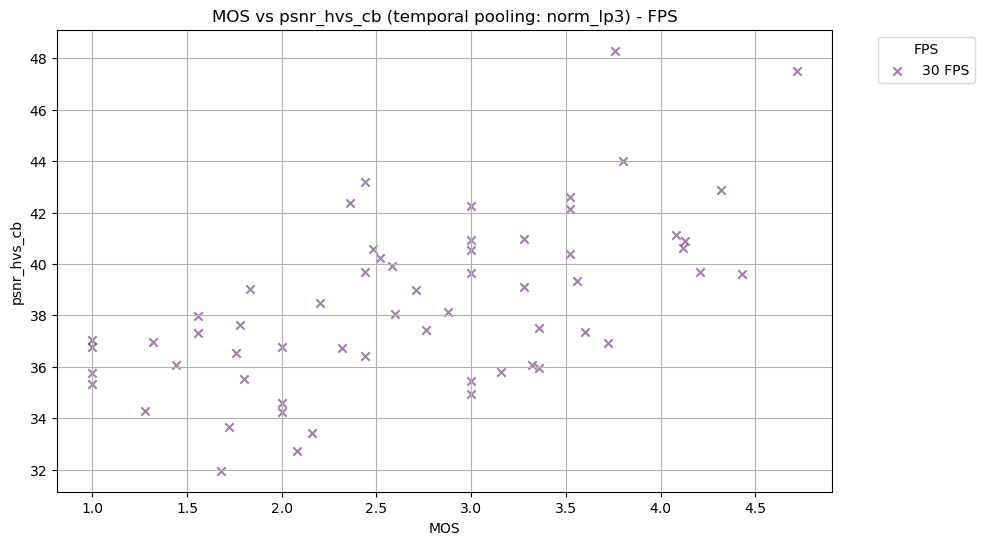 MOS vs psnr_hvs_cb (temporal pooling: norm_lp3) - FPS
FPS
30 FPS
psnr_hvs_cb
48
46
44
42
40
38
36
34
32
1.0 1.5 2.0 2.5 3.0 3.5 4.0 4.5
MOS